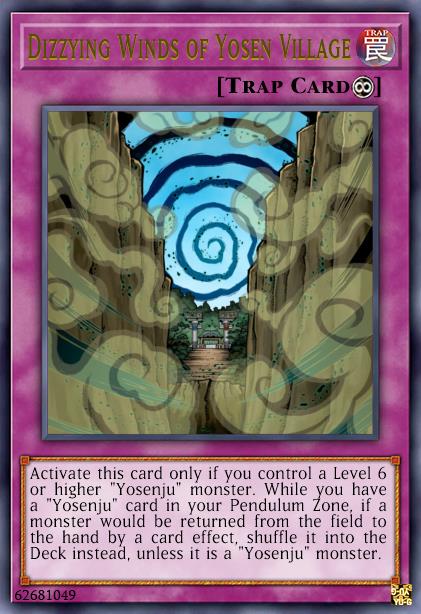 Dizzying Winds of Yosen Village
TRAP
罠
[Trap Card♾]
Activate this card only if you control a Level 6
or higher "Yosenju" monster. While you have
a "Yosenju" card in your Pendulum Zone, if a
monster would be returned from the field to
the hand by a card effect, shuffle it into the
Deck instead, unless it is a "Yosenju" monster.
62681049